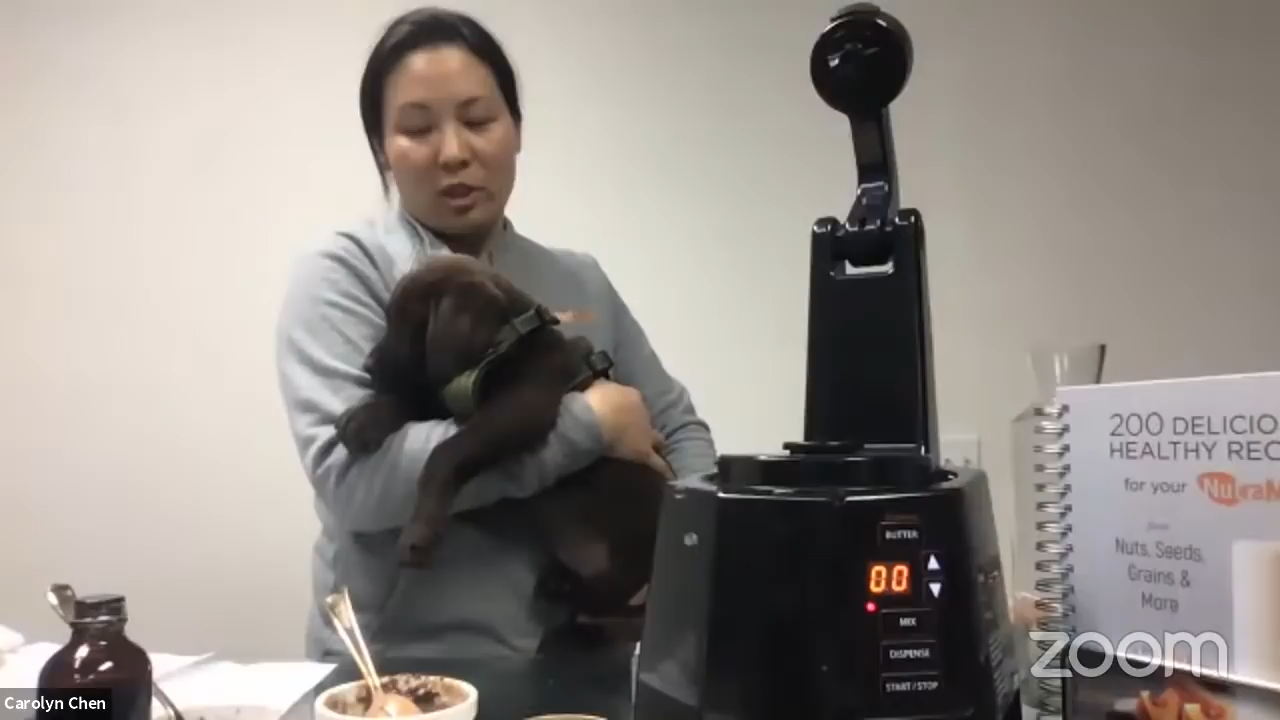 BUTTER
00
MIX
DISPENSE
START / STOP
200 DELICIO
HEALTHY REC
for your NutraM
Nuts, Seeds,
Grains &
More
zoom
Carolyn Chen